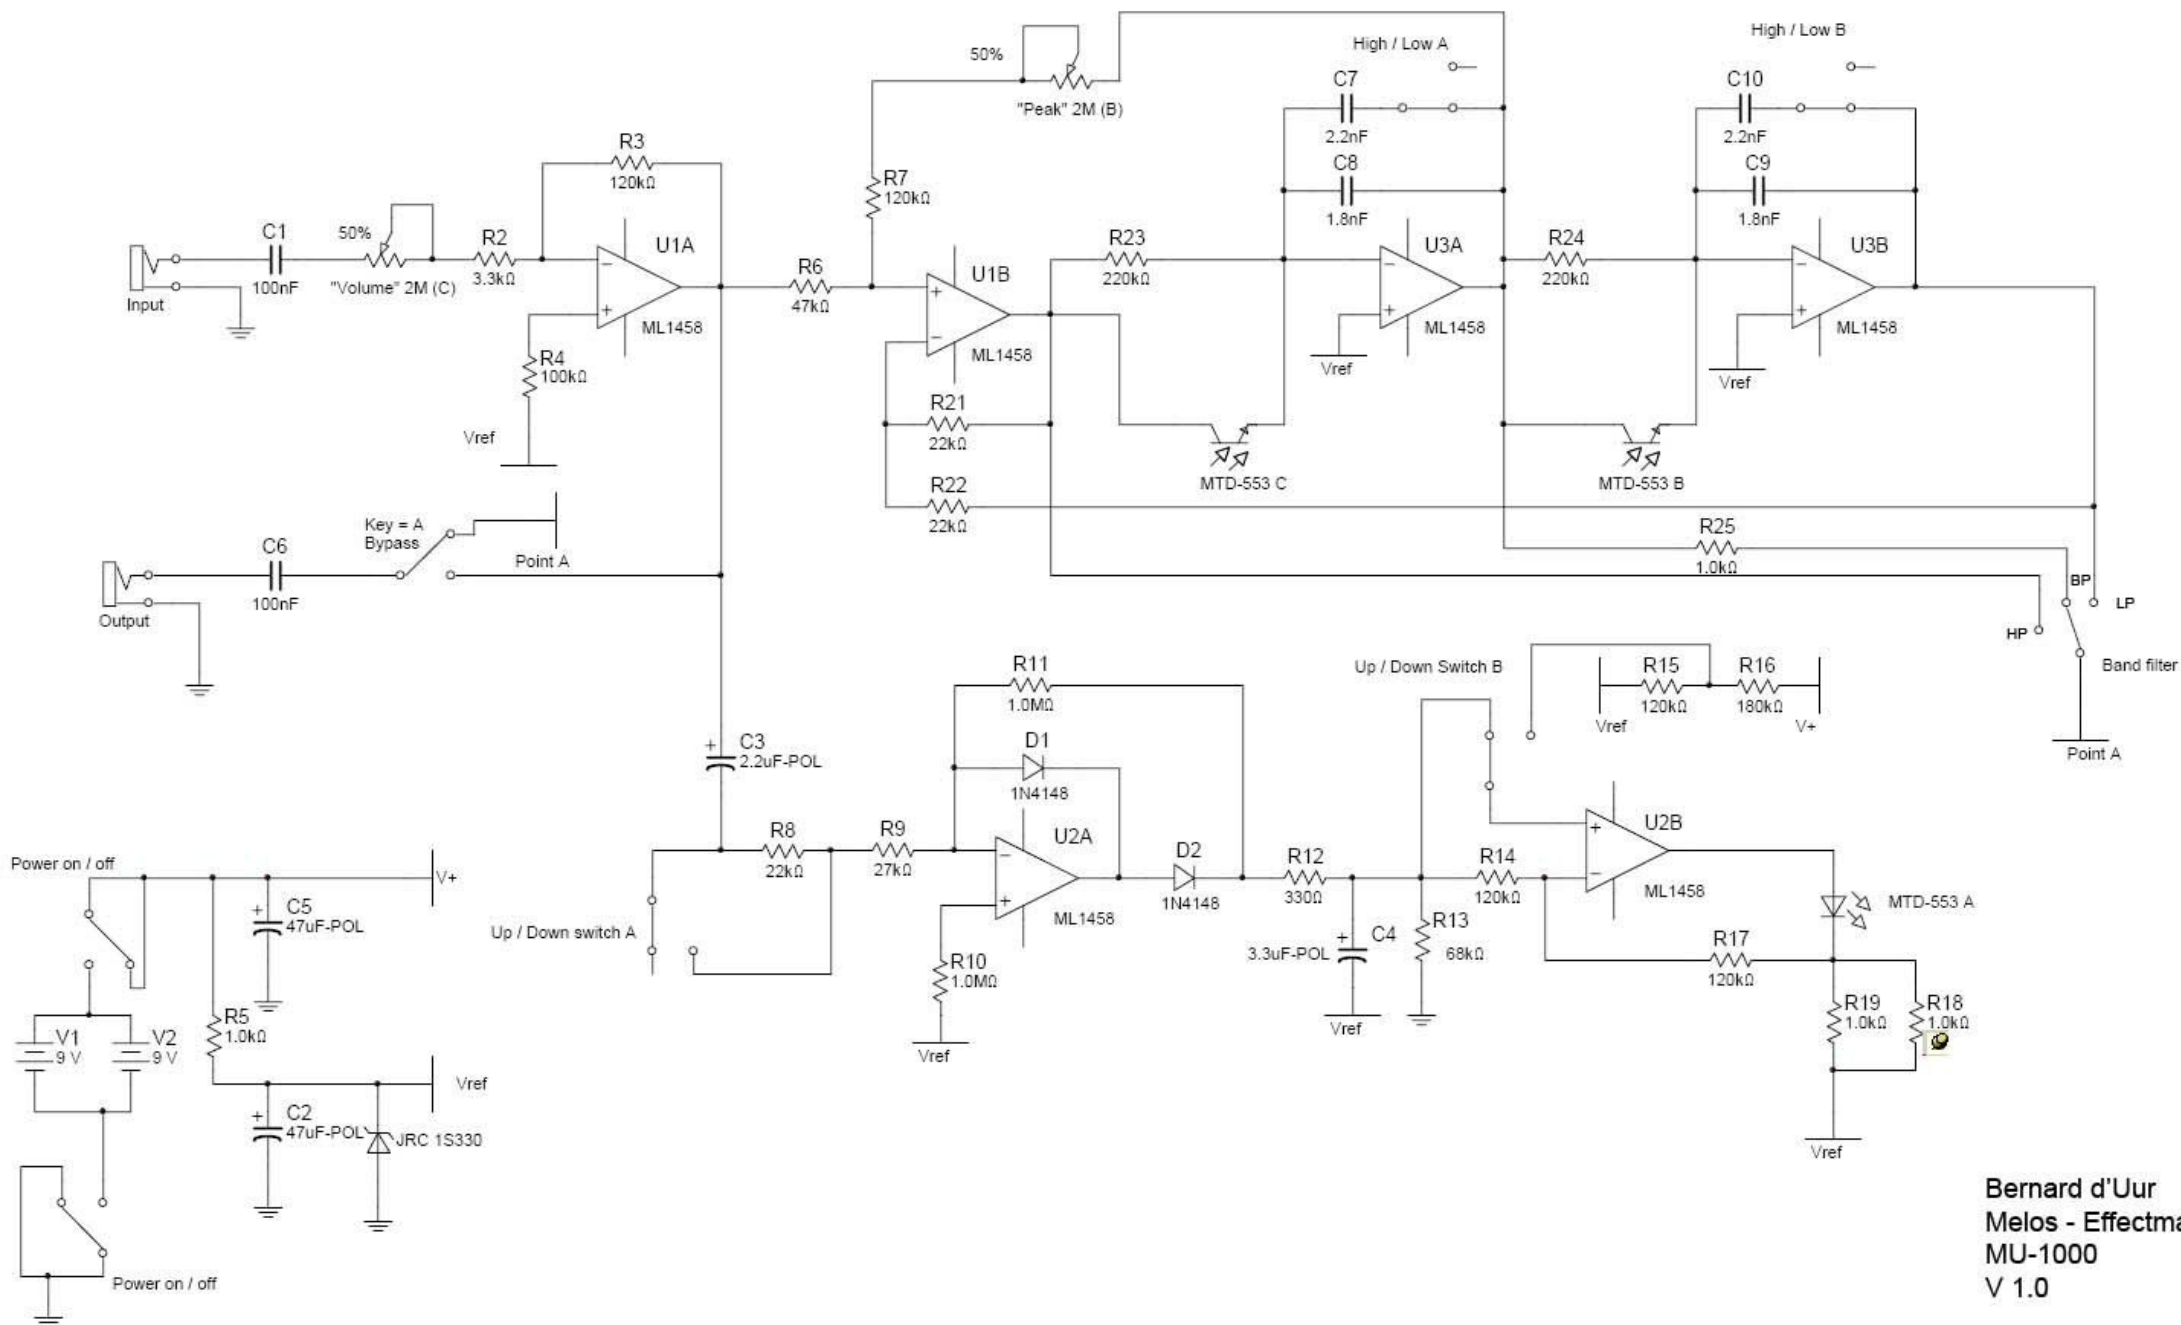 50%
"Peak" 2M (B)
High / Low A
C7
2.2nF
C8
1.8nF
High / Low B
C10
2.2nF
C9
1.8nF
R3
120kΩ
R7
120kΩ
C1
100nF
Input
50%
"Volume" 2M (C)
R2
3.3kΩ
U1A
ML1458
R4
100kΩ
Vref
R6
47kΩ
U1B
ML1458
R23
220kΩ
U3A
ML1458
Vref
R24
220kΩ
U3B
ML1458
Vref
R21
22kΩ
R22
22kΩ
MTD-553 C
MTD-553 B
R25
1.0kΩ
Key = A
Bypass
Point A
C6
100nF
Output
BP
LP
HP
Band filter
Point A
R11
1.0MΩ
D1
1N4148
U2A
ML1458
C3
2.2uF-POL
R8
22kΩ
R9
27kΩ
Up / Down switch A
R10
1.0MΩ
Vref
D2
1N4148
R12
330Ω
C4
3.3uF-POL
Vref
R13
68kΩ
R14
120kΩ
Up / Down Switch B
R15
120kΩ
R16
180kΩ
Vref
V+
U2B
ML1458
MTD-553 A
R17
120kΩ
R19
1.0kΩ
R18
1.0kΩ
Vref
Power on / off
V+
C5
47uF-POL
R5
1.0kΩ
V1
9 V
V2
9 V
Vref
C2
47uF-POL
JRC 1S330
Power on / off
Bernard d'Uur
Melos - Effectma
MU-1000
V 1.0